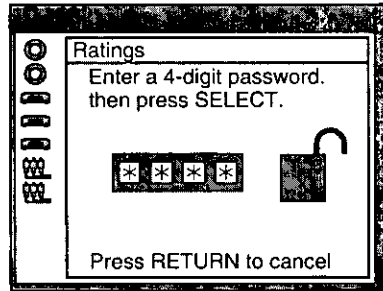 Ratings
Enter a 4-digit password.
then press SELECT.
* * * *
Press RETURN to cancel